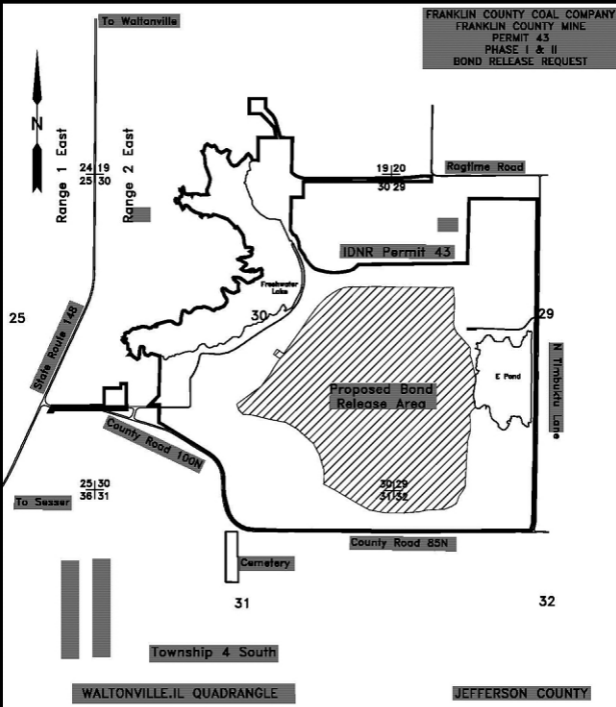 To Waltonville
FRANKLIN COUNTY COAL COMPANY
FRANKLIN COUNTY MINE
PERMIT 43
PHASE I & II
BOND RELEASE REQUEST
N
Range 1 East
Range 2 East
24 19
25 30
19 20
30 29
Ragtime Road
IDNR Permit 43
Freshwater
Lake
25
30
29
State Route 148
Proposed Bond
Release Area
E Pond
N Timbuktu Lane
County Road 100N
25 30
36 31
30 29
31 32
To Sesser
County Road 85N
Cemetery
31
32
Township 4 South
WALTONVILLE,IL QUADRANGLE
JEFFERSON COUNTY